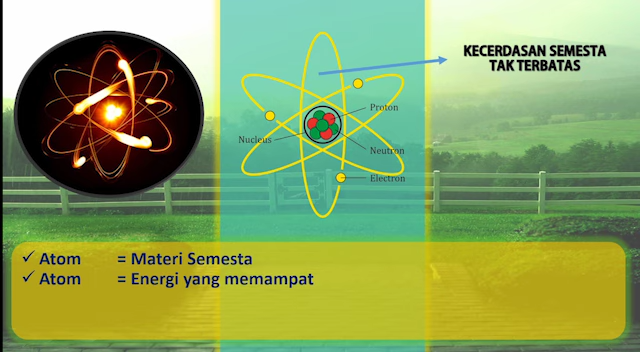 KECERDASAN SEMESTA
TAK TERBATAS
Proton
Nucleus
Neutron
Electron
✓ Atom = Materi Semesta
✓ Atom = Energi yang memampat